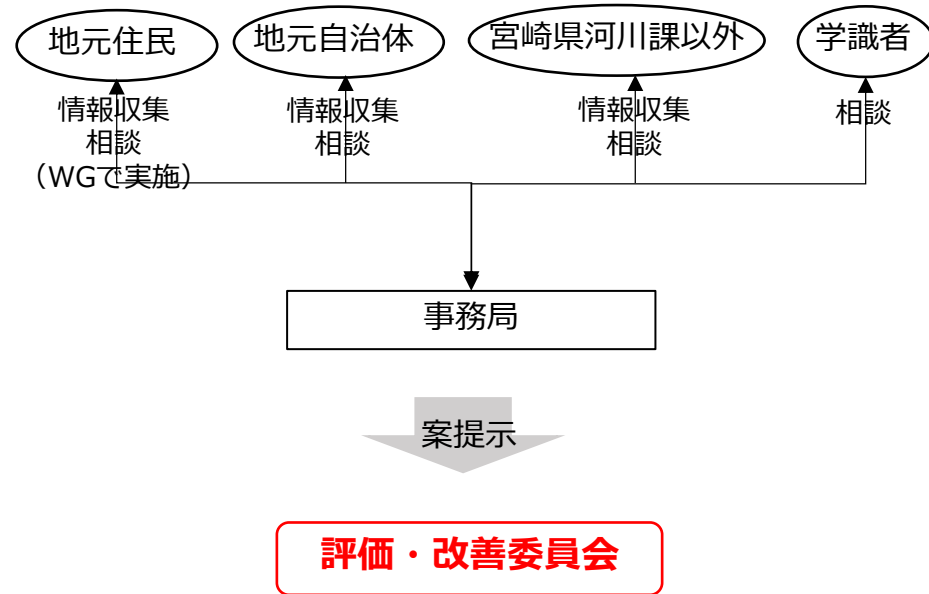 地元住民
地元自治体
宮崎県河川課以外
学識者
情報収集
相談
（WGで実施）
情報収集
相談
情報収集
相談
相談
事務局
案提示
評価・改善委員会